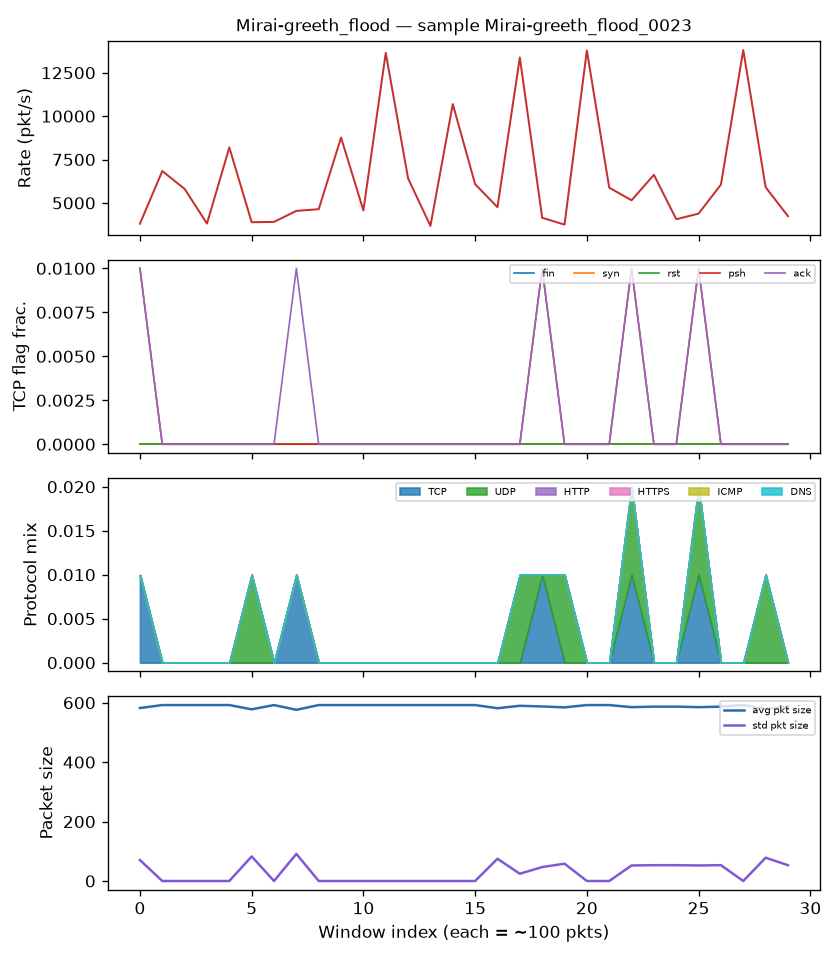 Mirai-greeth_flood — sample Mirai-greeth_flood_0023
Rate (pkt/s)
12500
10000
7500
5000
TCP flag frac.
0.0100
0.0075
0.0050
0.0025
0.0000
fin syn rst psh ack
Protocol mix
0.020
0.015
0.010
0.005
0.000
TCP UDP HTTP HTTPS ICMP DNS
Packet size
600
400
200
0
avg pkt size
std pkt size
0 5 10 15 20 25 30
Window index (each = ~100 pkts)